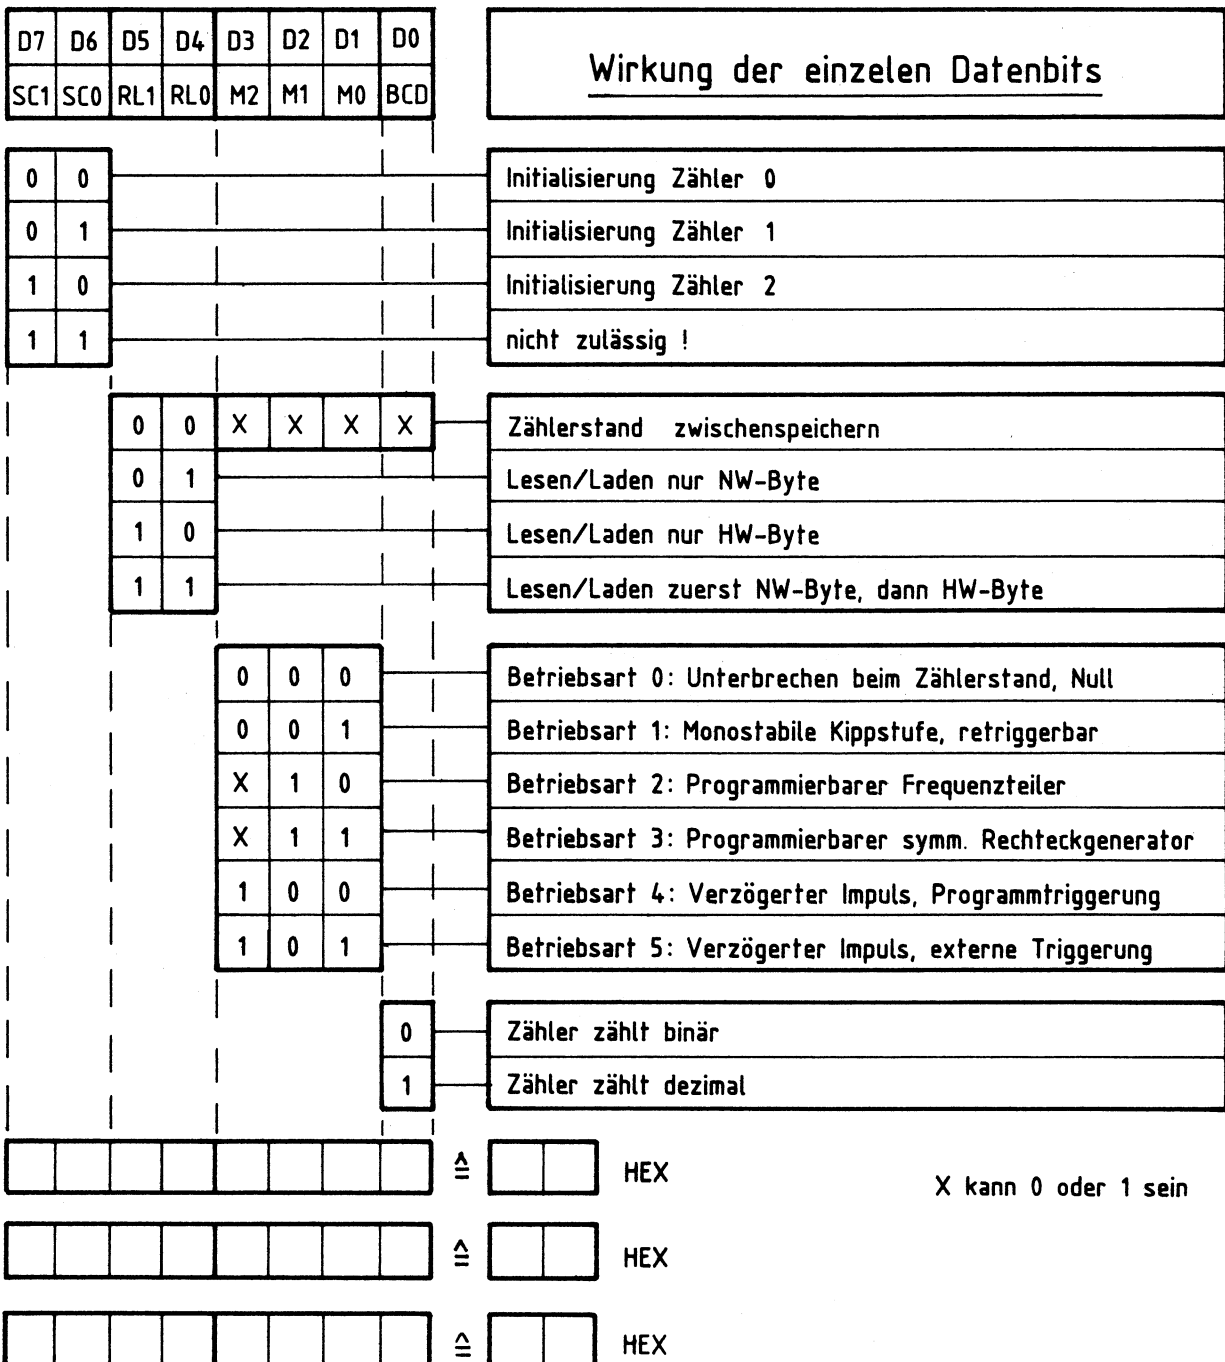 D7 D6 D5 D4 D3 D2 D1 D0
SC1 SC0 RL1 RL0 M2 M1 M0 BCD
Wirkung der einzelen Datenbits
0 0 Initialisierung Zähler 0
0 1 Initialisierung Zähler 1
1 0 Initialisierung Zähler 2
1 1 nicht zulässig !
0 0 X X X X Zählerstand zwischenspeichern
0 1 Lesen/Laden nur NW-Byte
1 0 Lesen/Laden nur HW-Byte
1 1 Lesen/Laden zuerst NW-Byte, dann HW-Byte
0 0 0 Betriebsart 0: Unterbrechen beim Zählerstand, Null
0 0 1 Betriebsart 1: Monostabile Kippstufe, retriggerbar
X 1 0 Betriebsart 2: Programmierbarer Frequenzteiler
X 1 1 Betriebsart 3: Programmierbarer symm. Rechteckgenerator
1 0 0 Betriebsart 4: Verzögerter Impuls, Programmtriggerung
1 0 1 Betriebsart 5: Verzögerter Impuls, externe Triggerung
0 Zähler zählt binär
1 Zähler zählt dezimal
≙ HEX
X kann 0 oder 1 sein
≙ HEX
≙ HEX